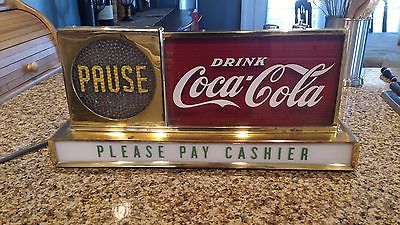 PAUSE
DRINK
Coca-Cola
PLEASE PAY CASHIER